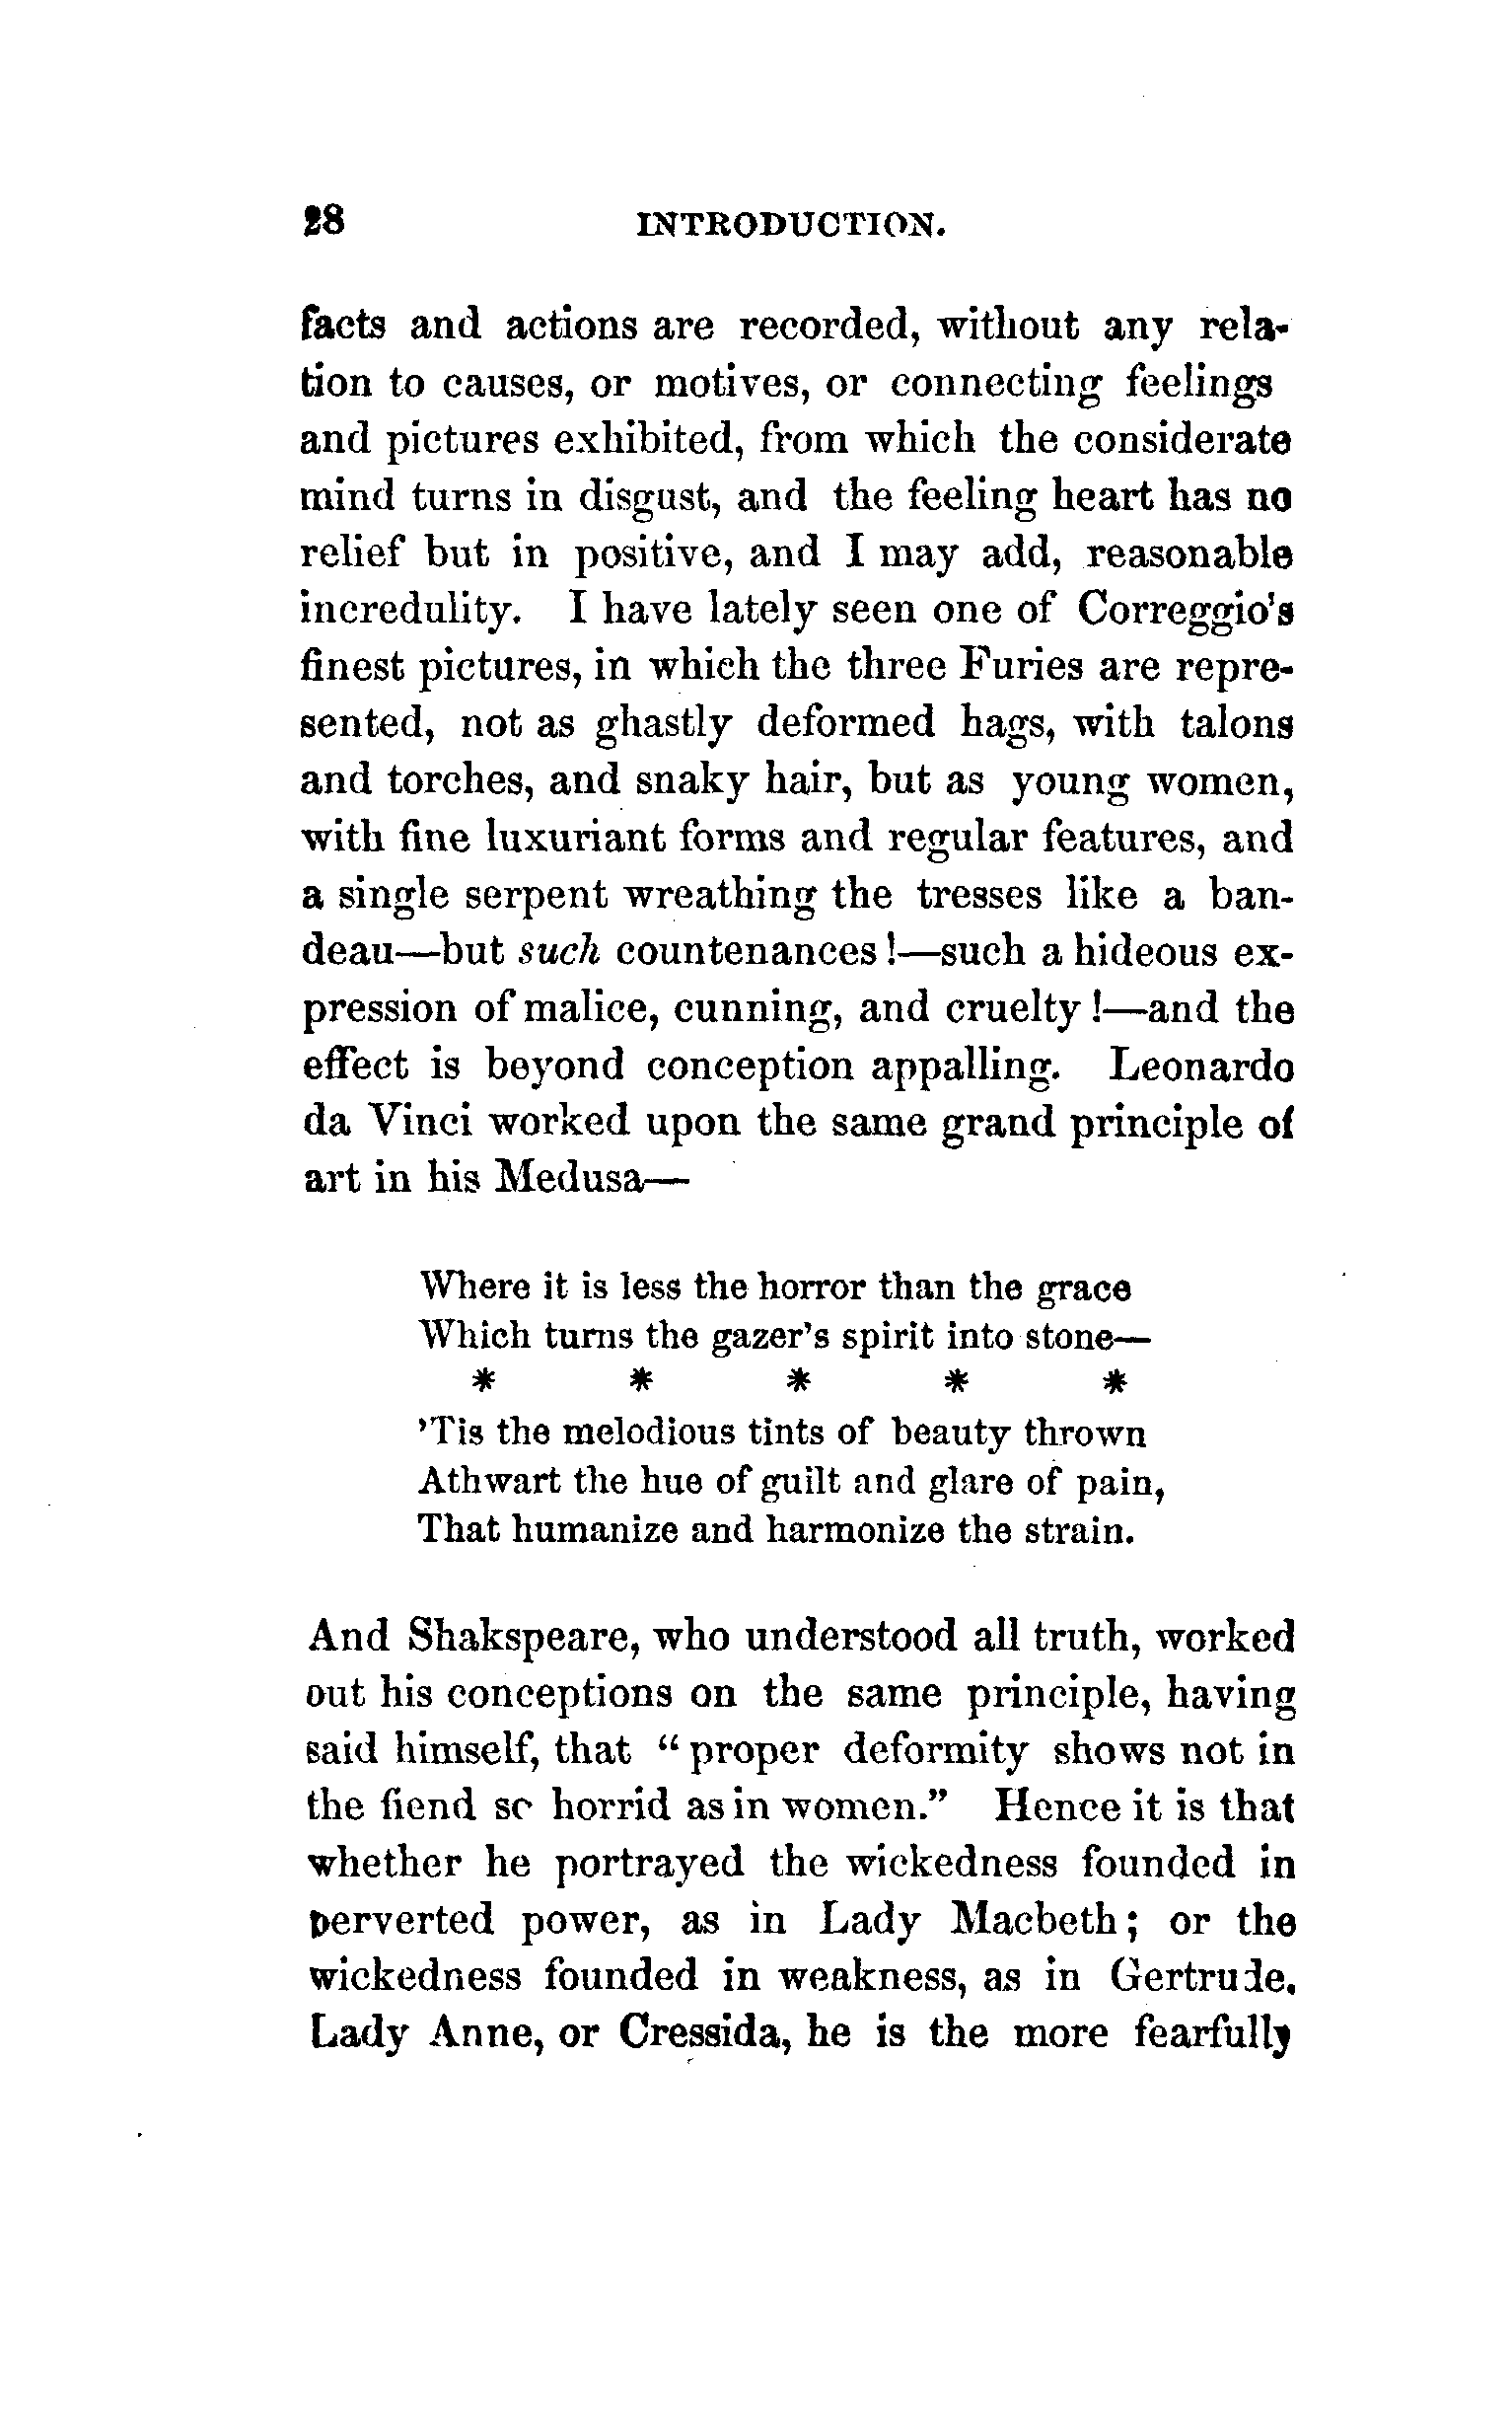 28 INTRODUCTION.
facts and actions are recorded, without any rela-
tion to causes, or motives, or connecting feelings
and pictures exhibited, from which the considerate
mind turns in disgust, and the feeling heart has no
relief but in positive, and I may add, reasonable
incredulity. I have lately seen one of Correggio's
finest pictures, in which the three Furies are repre-
sented, not as ghastly deformed hags, with talons
and torches, and snaky hair, but as young women,
with fine luxuriant forms and regular features, and
a single serpent wreathing the tresses like a ban-
deau—but such countenances!—such a hideous ex-
pression of malice, cunning, and cruelty!—and the
effect is beyond conception appalling. Leonardo
da Vinci worked upon the same grand principle of
art in his Medusa—
Where it is less the horror than the grace
Which turns the gazer's spirit into stone—
* * * * *
'Tis the melodious tints of beauty thrown
Athwart the hue of guilt and glare of pain,
That humanize and harmonize the strain.
And Shakspeare, who understood all truth, worked
out his conceptions on the same principle, having
said himself, that "proper deformity shows not in
the fiend so horrid as in women." Hence it is that
whether he portrayed the wickedness founded in
perverted power, as in Lady Macbeth; or the
wickedness founded in weakness, as in Gertrude.
Lady Anne, or Cressida, he is the more fearfully